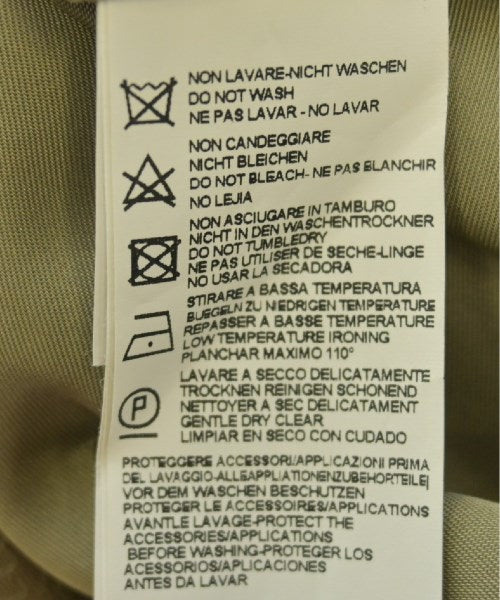 NON LAVARE-NICHT WASCHEN
DO NOT WASH
NE PAS LAVAR - NO LAVAR
NON CANDEGGIARE
NICHT BLEICHEN
DO NOT BLEACH- NE PAS BLANCHIR
NO LEJIA
NON ASCIUGARE IN TAMBURO
NICHT IN DEN WASCHENTROCKNER
DO NOT TUMBLEDRY
NE PAS UTILISER DE SECHE-LINGE
NO USAR LA SECADORA
STIRARE A BASSA TEMPERATURA
BUEGELN ZU NIEDRIGEN TEMPERATURE
REPASSER A BASSE TEMPERATURE
LOW TEMPERATURE IRONING
PLANCHAR MAXIMO 110°
P
LAVARE A SECCO DELICATAMENTE
TROCKNEN REINIGEN SCHONEND
NETTOYER A SEC DELICATAMENT
GENTLE DRY CLEAR
LIMPIAR EN SECO CON CUDADO
PROTEGGERE ACCESSORI/APPLICAZIONI PRIMA
DEL LAVAGGIO-ALLEAPPLIATIONENZUBEHORTEILE|
VOR DEM WASCHEN BESCHUTZEN
PROTEGER LE ACCESSOIRES/APPLICATIONS
AVANTLE LAVAGE-PROTECT THE
ACCESSORIES/APPLICATIONS
BEFORE WASHING-PROTEGER LOS
ACESSORIOS/APLICACIONES
ANTES DA LAVAR